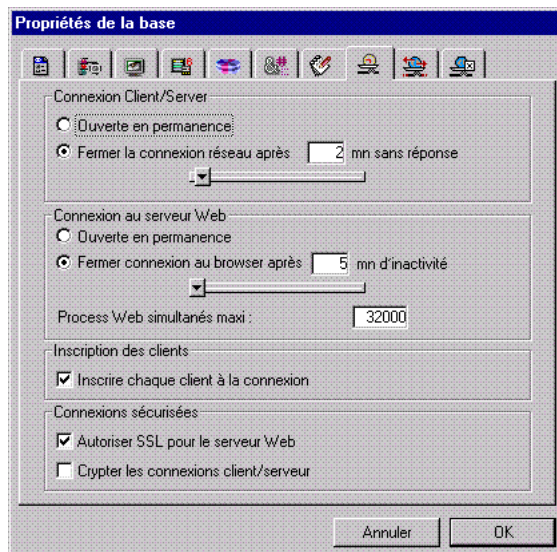 Propriétés de la base
Connexion Client/Server
Ouverte en permanence
Fermer la connexion réseau après 2 mn sans réponse
Connexion au serveur Web
Ouverte en permanence
Fermer connexion au browser après 5 mn d'inactivité
Process Web simultanés maxi : 32000
Inscription des clients
Inscrire chaque client à la connexion
Connexions sécurisées
Autoriser SSL pour le serveur Web
Crypter les connexions client/serveur
Annuler OK